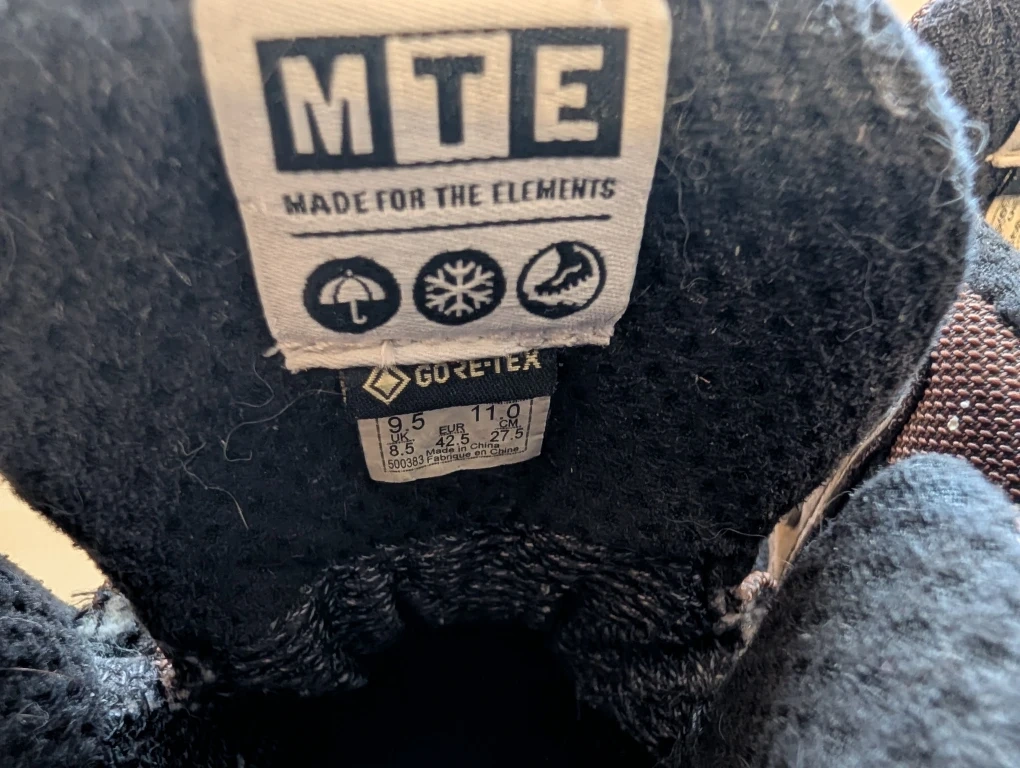 MTE
MADE FOR THE ELEMENTS
GORE-TEX
9.5 11.0
UK EUR CM
8.5 42.5 27.5
Made in China
500383 Fabrique en Chine